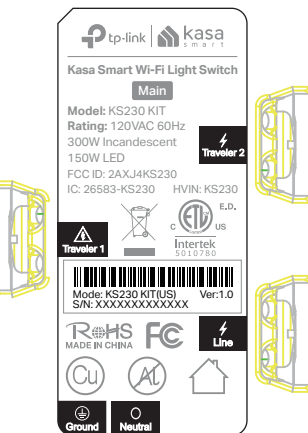 tp-link kasa smart
Kasa Smart Wi-Fi Light Switch
Main
Model: KS230 KIT
Rating: 120VAC 60Hz
300W Incandescent
150W LED
Traveler 2
FCC ID: 2AXJ4KS230
IC: 26583-KS230 HVIN: KS230
E.D.
C ETL US
Intertek
5010780
Traveler 1
Mode: KS230 KIT(US) Ver:1.0
S/N: XXXXXXXXXXXXX
RoHS FC
MADE IN CHINA
Line
Cu Al
Ground Neutral